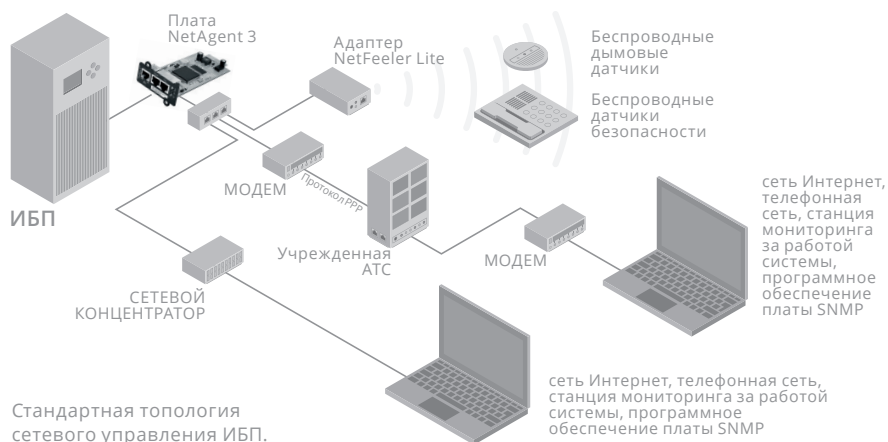 Плата
NetAgent 3
Адаптер
NetFeeler Lite
Беспроводные
дымовые
датчики
Беспроводные
датчики
безопасности
ИБП
МОДЕМ
Протокол PPP
Учрежденная
АТС
МОДЕМ
сеть Интернет,
телефонная
сеть, станция
мониторинга
за работой
системы,
программное
обеспечение
платы SNMP
СЕТЕВОЙ
КОНЦЕНТРАТОР
сеть Интернет, телефонная сеть,
станция мониторинга за работой
системы, программное
обеспечение платы SNMP
Стандартная топология
сетевого управления ИБП.